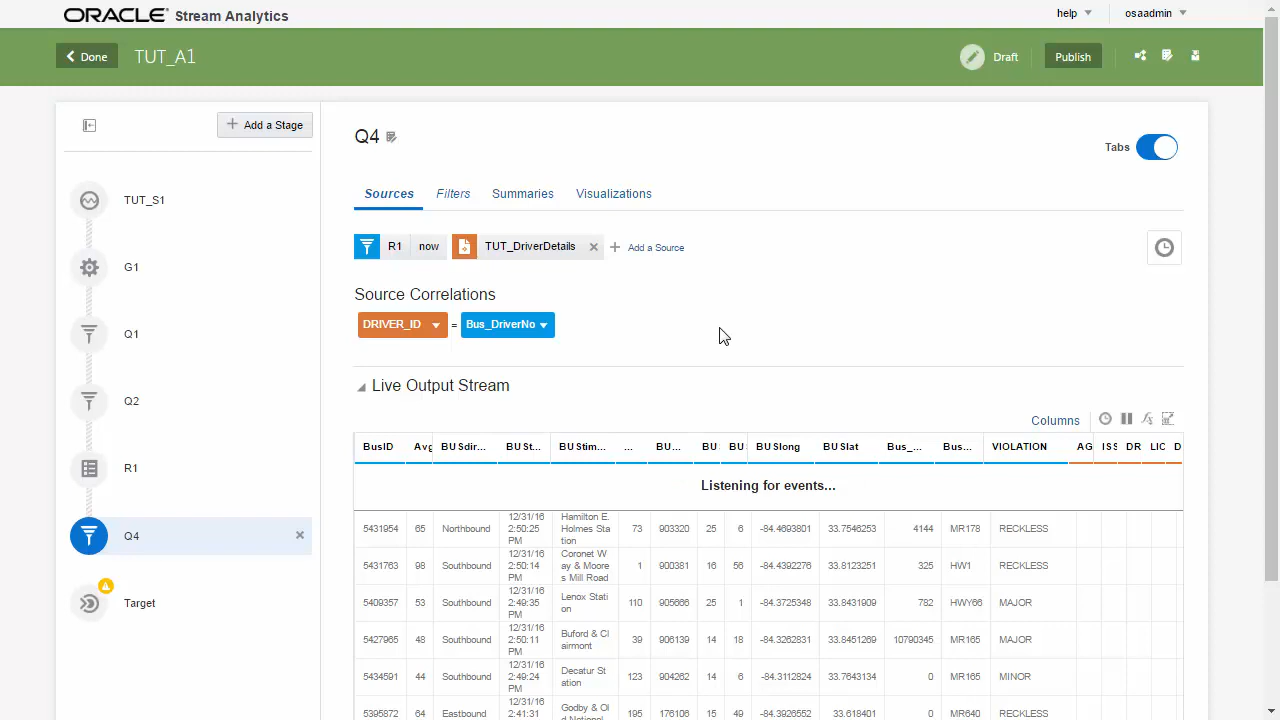 ORACLE® Stream Analytics
help
osaadmin
Done
TUT_A1
Draft
Publish
Add a Stage
TUT_S1
G1
Q1
Q2
R1
Q4
Target
Q4
Tabs
Sources Filters Summaries Visualizations
R1 now TUT_DriverDetails + Add a Source
Source Correlations
DRIVER_ID = Bus_DriverNo
Live Output Stream
Columns
BusID Avg BUSdir... BUSt... BUStim... ... BU... BU: BU: BUSlong BUSlat Bus_... Bus... VIOLATION AG ISS DR LIC D
Listening for events...
5431954 65 Northbound 12/31/16 2:50:25 PM Hamilton E. Holmes Station 73 903320 25 6 -84.4693801 33.7546253 4144 MR178 RECKLESS
5431763 98 Southbound 12/31/16 2:50:14 PM Coronet Way & Moores Mill Road 1 900381 16 56 -84.4392276 33.8123251 325 HW1 RECKLESS
5409357 53 Southbound 12/31/16 2:49:35 PM Lenox Station 110 905666 25 1 -84.3725348 33.8431909 782 HWY66 MAJOR
5427965 48 Southbound 12/31/16 2:50:11 PM Buford & Clairmont 39 906139 14 18 -84.3262831 33.8451269 10790345 MR165 MAJOR
5434591 44 Southbound 12/31/16 2:49:24 PM Decatur Station 123 904262 14 6 -84.3112824 33.7643134 0 MR165 MINOR
5395872 64 Eastbound 12/31/16 2:41:31 Godby & Old National 195 176106 15 49 -84.3926552 33.618401 0 MR640 RECKLESS